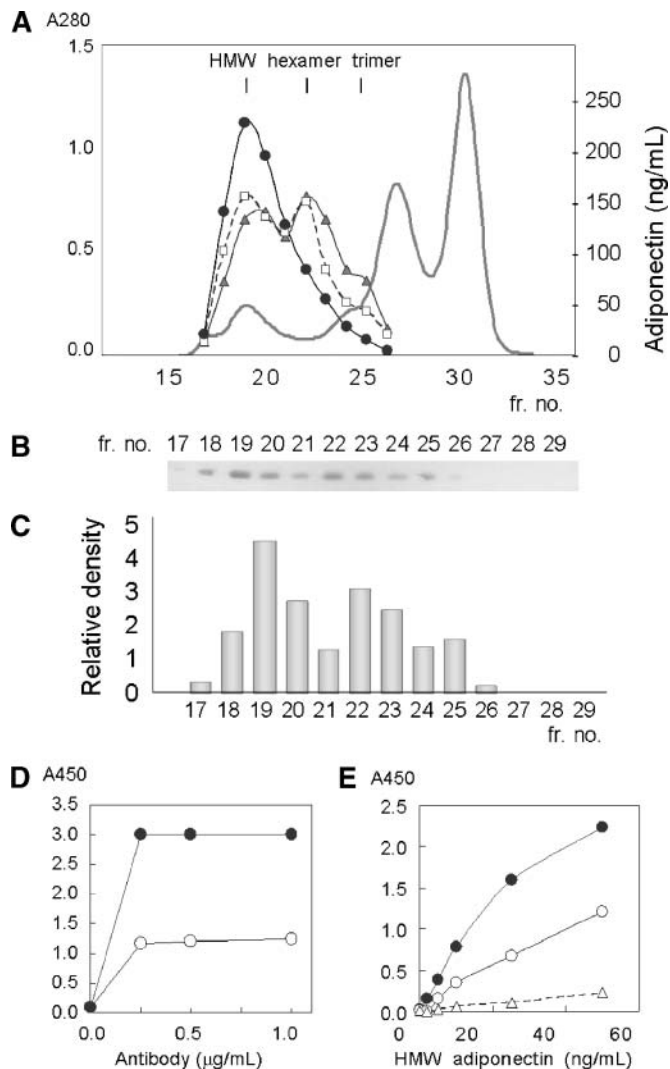 A
A280
HMW hexamer trimer
1.5
1.0
0.5
0.0
250
200
150
100
50
0
Adiponectin (ng/mL)
15 20 25 30 35
fr. no.
B
fr. no. 17 18 19 20 21 22 23 24 25 26 27 28 29
C
Relative density
5
4
3
2
1
0
17 18 19 20 21 22 23 24 25 26 27 28 29
fr. no.
D A450
3.5
3.0
2.5
2.0
1.5
1.0
0.5
0.0
0.0 0.5 1.0
Antibody (µg/mL)
E A450
2.5
2.0
1.5
1.0
0.5
0.0
0 20 40 60
HMW adiponectin (ng/mL)